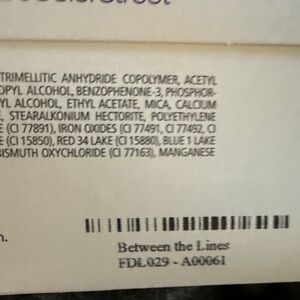 TRIMELLITIC ANHYDRIDE COPOLYMER, ACETYL
OPYL ALCOHOL, BENZOPHENONE-3, PHOSPHOR-
YL ALCOHOL, ETHYL ACETATE, MICA, CALCIUM
E, STEARALKONIUM HECTORITE, POLYETHYLENE
E (CI 77891), IRON OXIDES (CI 77491, CI 77492, CI
E (CI 15850), RED 34 LAKE (CI 15880), BLUE 1 LAKE
BISMUTH OXYCHLORIDE (CI 77163), MANGANESE
n.
Between the Lines
FDL029 - A00061